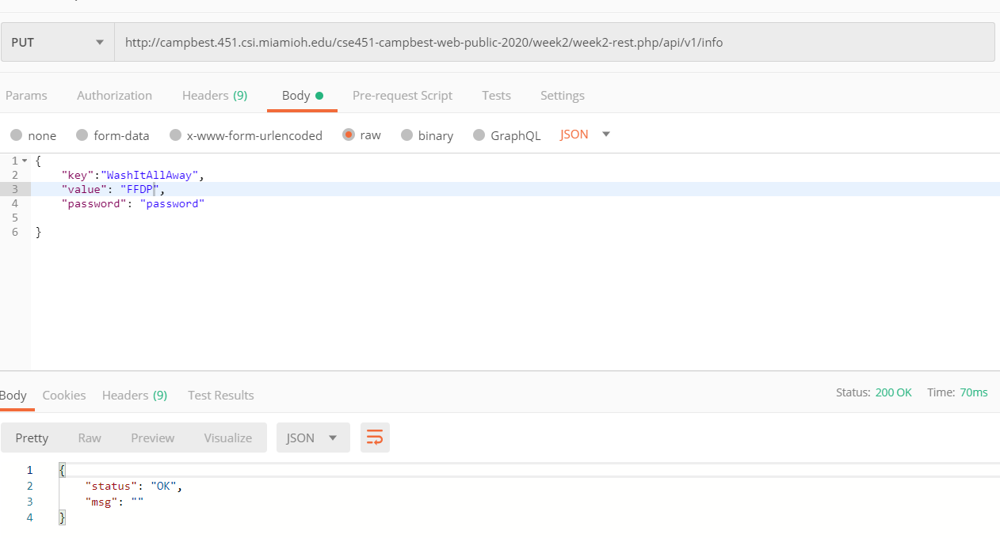 PUT http://campbest.451.csi.miamioh.edu/cse451-campbest-web-public-2020/week2/week2-rest.php/api/v1/info
Params Authorization Headers (9) Body Pre-request Script Tests Settings
none form-data x-www-form-urlencoded raw binary GraphQL JSON
1 {
2 "key":"WashItAllAway",
3 "value": "FFDP",
4 "password": "password"
5
6 }
Body Cookies Headers (9) Test Results Status: 200 OK Time: 70ms
Pretty Raw Preview Visualize JSON
1 {
2 "status": "OK",
3 "msg": ""
4 }